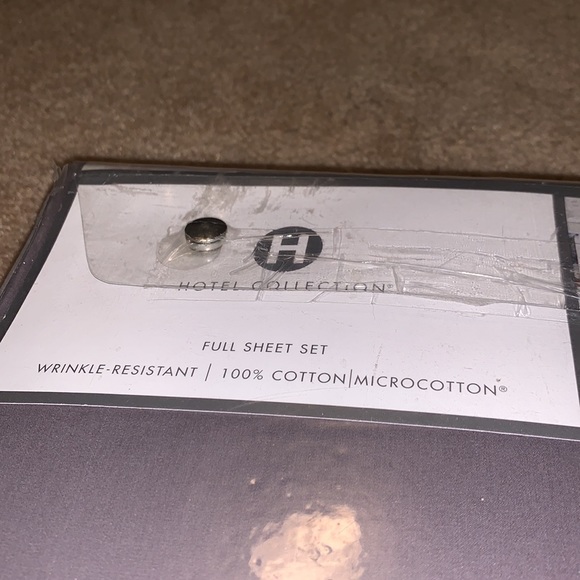 H
HOTEL COLLECTION®
FULL SHEET SET
WRINKLE-RESISTANT | 100% COTTON|MICROCOTTON®